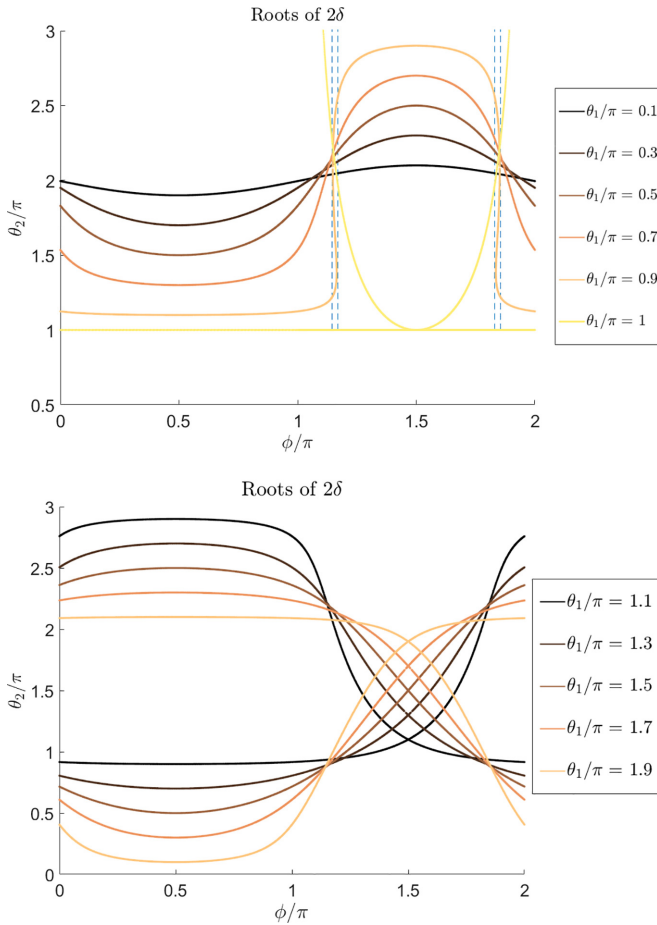 Roots of 2δ
3
2.5
2
1.5
1
0.5
θ₂/π
0 0.5 1 1.5 2
ϕ/π
θ₁/π = 0.1
θ₁/π = 0.3
θ₁/π = 0.5
θ₁/π = 0.7
θ₁/π = 0.9
θ₁/π = 1
Roots of 2δ
3
2.5
2
1.5
1
0.5
0
θ₂/π
0 0.5 1 1.5 2
ϕ/π
θ₁/π = 1.1
θ₁/π = 1.3
θ₁/π = 1.5
θ₁/π = 1.7
θ₁/π = 1.9